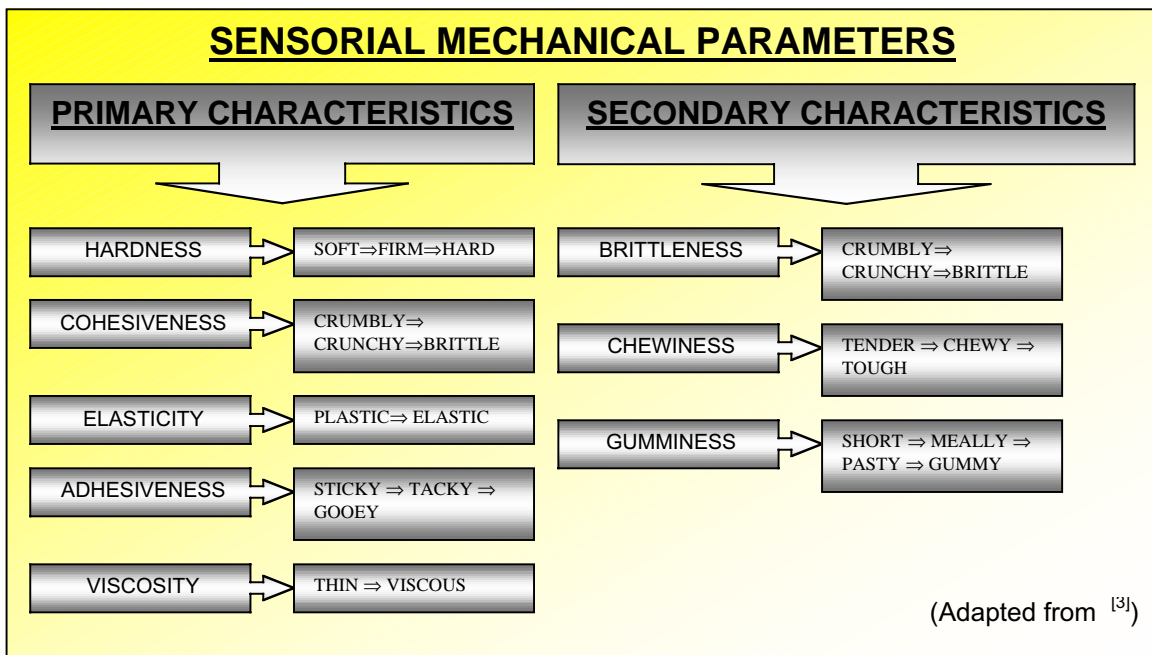 SENSORIAL MECHANICAL PARAMETERS
PRIMARY CHARACTERISTICS
HARDNESS
SOFT⇒FIRM⇒HARD
COHESIVENESS
CRUMBLY⇒
CRUNCHY⇒BRITTLE
ELASTICITY
PLASTIC⇒ ELASTIC
ADHESIVENESS
STICKY ⇒ TACKY ⇒
GOOEY
VISCOSITY
THIN ⇒ VISCOUS
SECONDARY CHARACTERISTICS
BRITTLENESS
CRUMBLY⇒
CRUNCHY⇒BRITTLE
CHEWINESS
TENDER ⇒ CHEWY ⇒
TOUGH
GUMMINESS
SHORT ⇒ MEALLY ⇒
PASTY ⇒ GUMMY
(Adapted from [3])